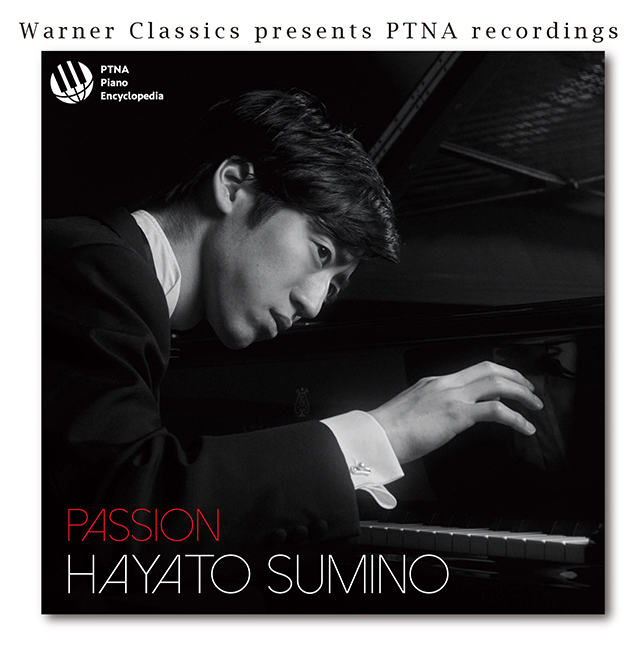 Warner Classics presents PTNA recordings
PTNA
Piano
Encyclopedia
PASSION
HAYATO SUMINO